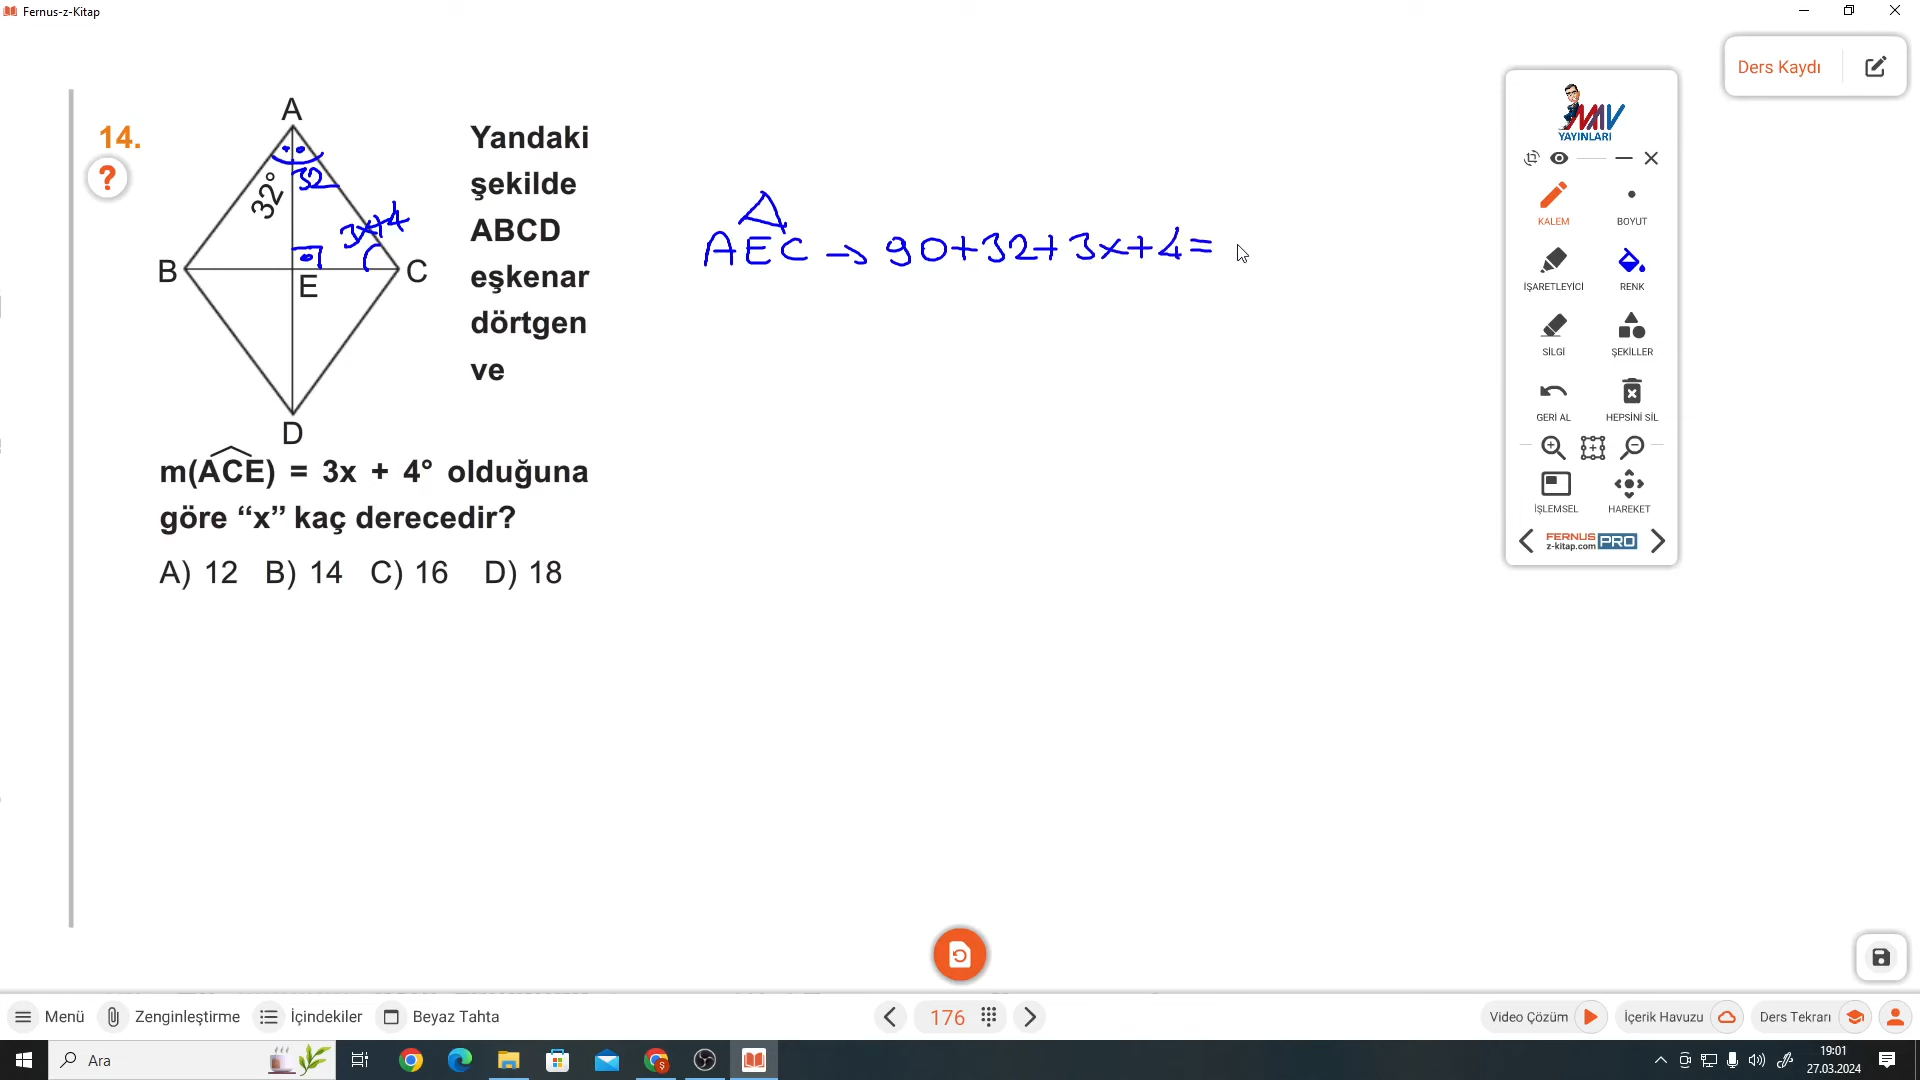 Fernus-z-Kitap
Ders Kaydı
14.
?
A
32
32°
3x+4
B
E
C
D
Yandaki
şekilde
ABCD
eşkenar
dörtgen
ve
m(ACE) = 3x + 4° olduğuna
göre “x” kaç derecedir?
A) 12 B) 14 C) 16 D) 18
AEC → 90+32+3x+4=
MAV
YAYINLARI
KALEM
BOYUT
İŞARETLEYİCİ
RENK
SİLGİ
ŞEKİLLER
GERİ AL
HEPSİNİ SİL
İŞLEMSEL
HAREKET
FERNUS
z-kitap.com PRO
Menü
Zenginleştirme
İçindekiler
Beyaz Tahta
176
Video Çözüm
İçerik Havuzu
Ders Tekrarı
Ara
19:01
27.03.2024